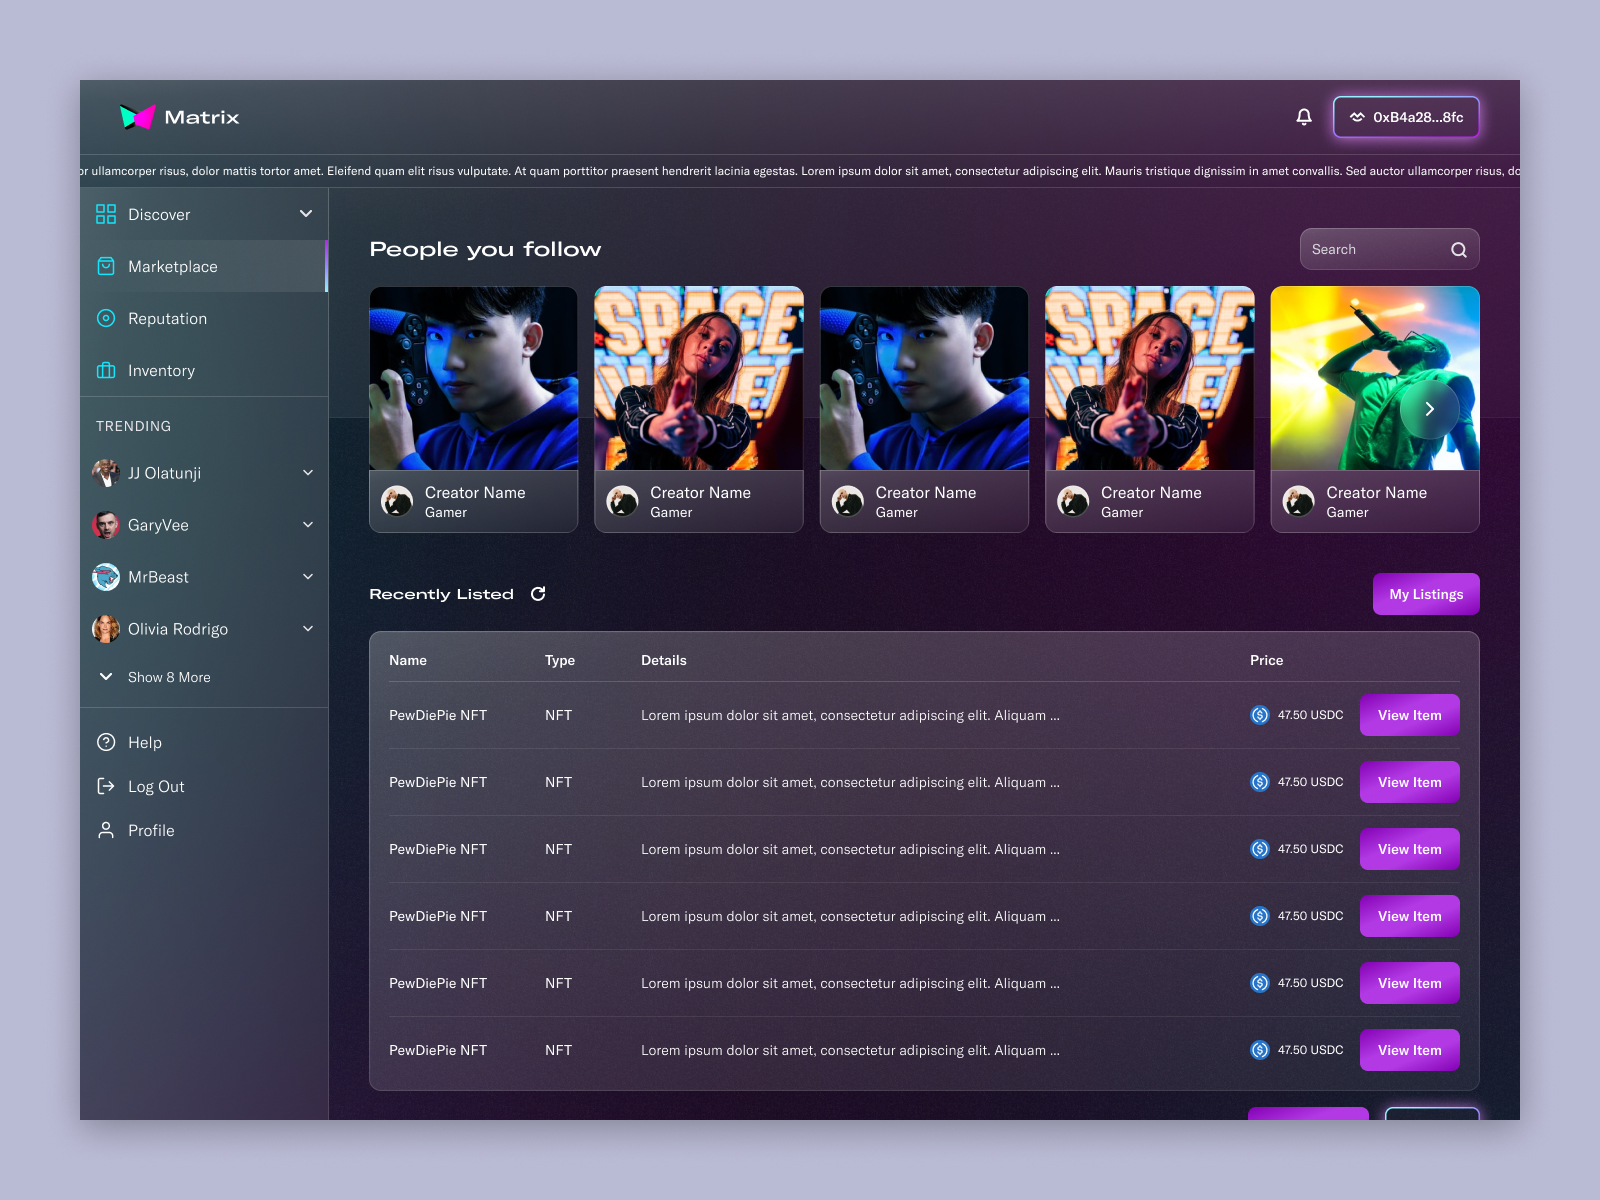 Matrix
0xB4a28...8fc
or ullamcorper risus, dolor mattis tortor amet. Eleifend quam elit risus vulputate. At quam porttitor praesent hendrerit lacinia egestas. Lorem ipsum dolor sit amet, consectetur adipiscing elit. Mauris tristique dignissim in amet convallis. Sed auctor ullamcorper risus, do
Discover
Marketplace
Reputation
Inventory
TRENDING
JJ Olatunji
GaryVee
MrBeast
Olivia Rodrigo
Show 8 More
Help
Log Out
Profile
People you follow
Search
SPACE
SPACE
Creator Name
Gamer
Creator Name
Gamer
Creator Name
Gamer
Creator Name
Gamer
Creator Name
Gamer
Recently Listed
My Listings
Name Type Details Price
PewDiePie NFT NFT Lorem ipsum dolor sit amet, consectetur adipiscing elit. Aliquam ... 47.50 USDC View Item
PewDiePie NFT NFT Lorem ipsum dolor sit amet, consectetur adipiscing elit. Aliquam ... 47.50 USDC View Item
PewDiePie NFT NFT Lorem ipsum dolor sit amet, consectetur adipiscing elit. Aliquam ... 47.50 USDC View Item
PewDiePie NFT NFT Lorem ipsum dolor sit amet, consectetur adipiscing elit. Aliquam ... 47.50 USDC View Item
PewDiePie NFT NFT Lorem ipsum dolor sit amet, consectetur adipiscing elit. Aliquam ... 47.50 USDC View Item
PewDiePie NFT NFT Lorem ipsum dolor sit amet, consectetur adipiscing elit. Aliquam ... 47.50 USDC View Item